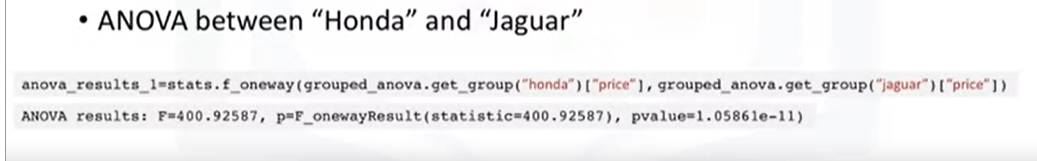 • ANOVA between “Honda” and “Jaguar”
anova_results_1=stats.f_oneway(grouped_anova.get_group("honda")["price"], grouped_anova.get_group("jaguar")["price"])
ANOVA results: F=400.92587, p=F_onewayResult(statistic=400.92587), pvalue=1.05861e-11)